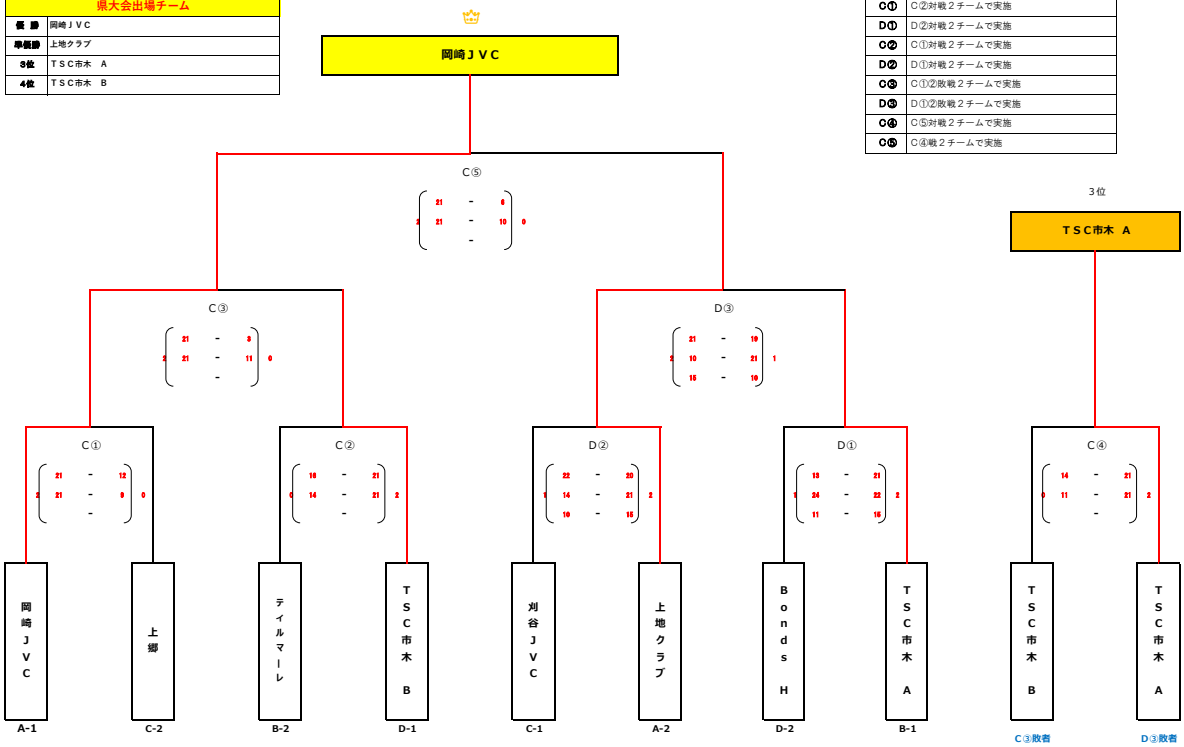 県大会出場チーム
優　勝 岡崎ＪＶＣ
準優勝 上地クラブ
3位 ＴＳＣ市木　Ａ
4位 ＴＳＣ市木　Ｂ
岡崎ＪＶＣ
C① Ｃ②対戦２チームで実施
D① Ｄ②対戦２チームで実施
C② Ｃ①対戦２チームで実施
D② Ｄ①対戦２チームで実施
C③ Ｃ①②敗戦２チームで実施
D③ Ｄ①②敗戦２チームで実施
C④ Ｃ⑤対戦２チームで実施
C⑤ Ｃ④戦２チームで実施
C⑤
21 - 6
2 21 - 10 0
-
3位
ＴＳＣ市木 Ａ
C③
21 - 3
2 21 - 11 0
-
D③
21 - 19
2 10 - 21 1
15 -
C①
21 - 12
2 21 - 9 0
-
C②
- 21
0 14 - 21 2
D②
22 - 20
1 14 - 21 2
- 15
D①
13 - 21
1 24 - 22 2
11 - 15
C④
14 - 21
0 11 - 21 2
-
岡崎ＪＶＣ
上郷
テイルマーレ
ＴＳＣ市木 Ｂ
刈谷ＪＶＣ
上地クラブ
Ｂｏｎｄｓ Ｈ
ＴＳＣ市木 Ａ
ＴＳＣ市木 Ｂ
ＴＳＣ市木 Ａ
A-1
C-2
B-2
D-1
C-1
A-2
D-2
B-1
C③敗者
D③敗者